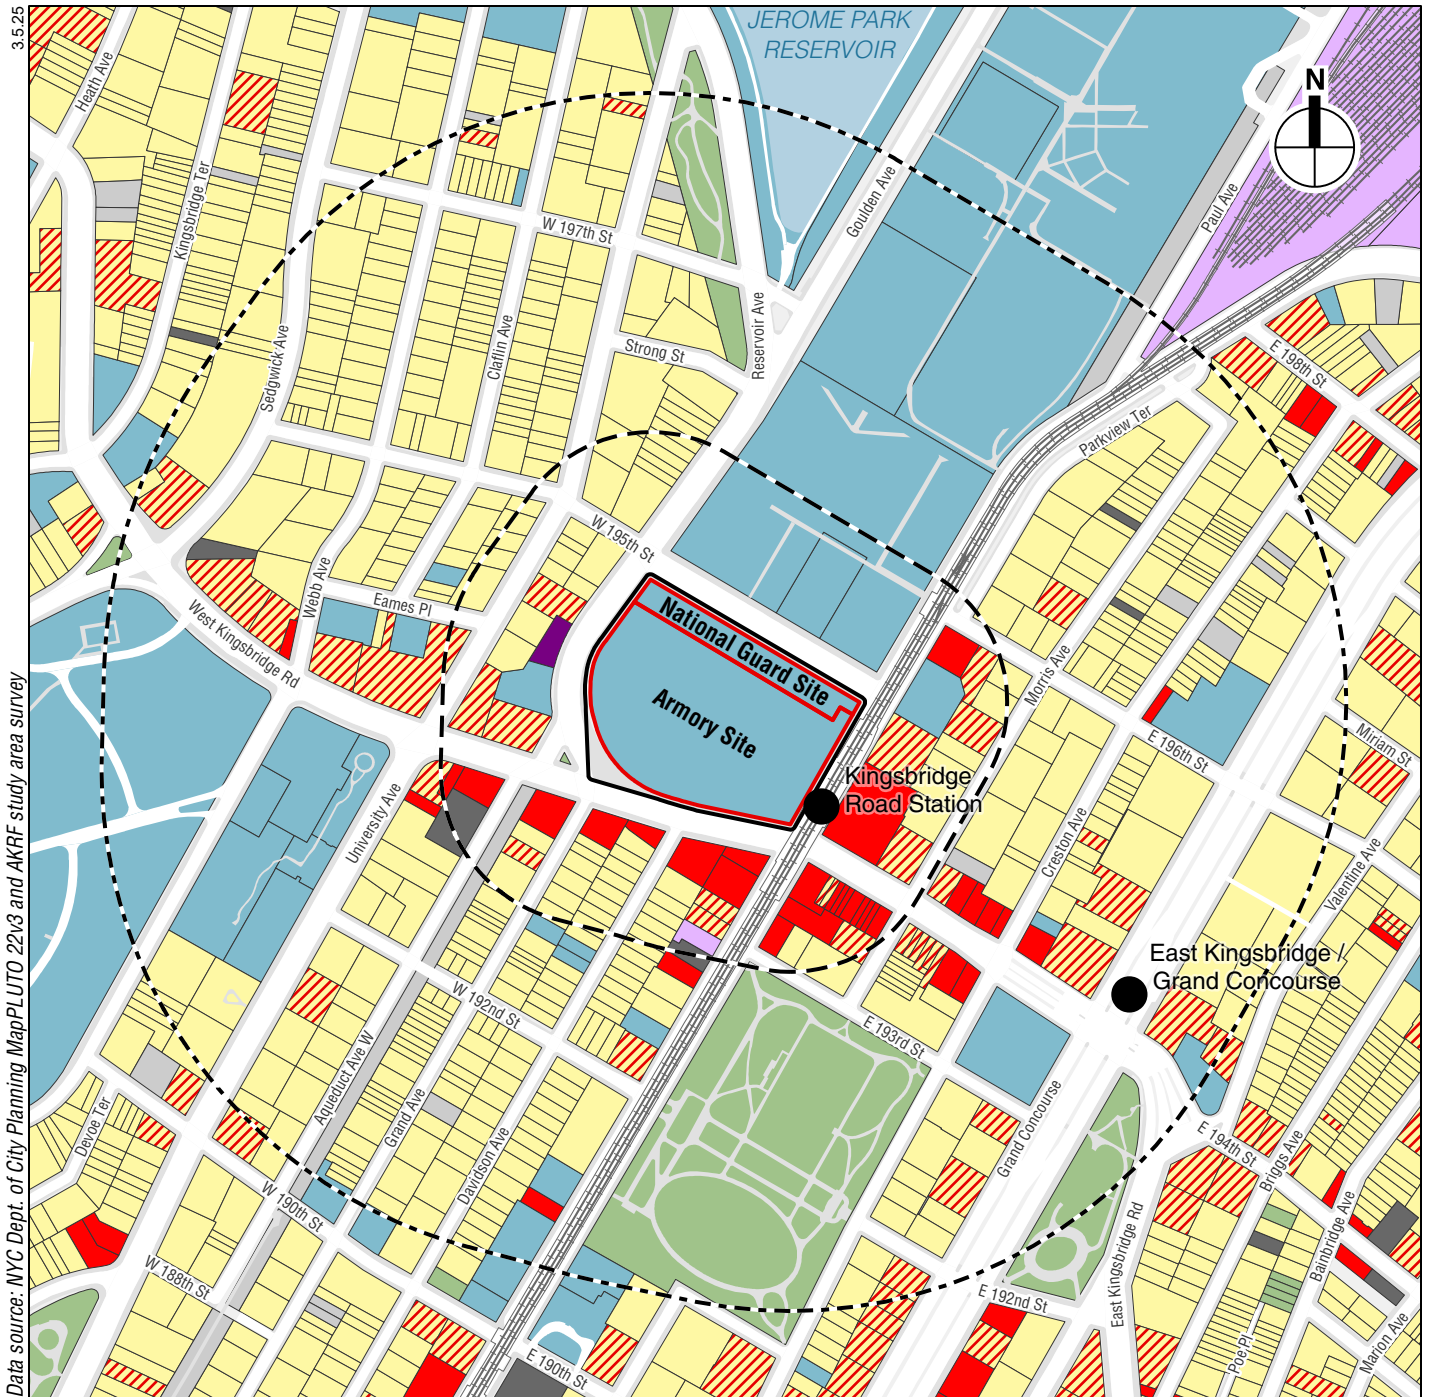 3.5.25
JEROME PARK
RESERVOIR
N
Heath Ave
Kingsbridge Ter
W 197th St
Goulden Ave
Paul Ave
Sedgwick Ave
Claflin Ave
Reservoir Ave
Strong St
E 198th St
Parkview Ter
W 195th St
Webb Ave
Eames Pl
West Kingsbridge Rd
National Guard Site
Armory Site
Morris Ave
E 196th St
Miriam St
Kingsbridge
Road Station
University Ave
Creston Ave
Valentine Ave
East Kingsbridge /
Grand Concourse
W 192nd St
E 193rd St
Aqueduct Ave W
Grand Ave
Davidson Ave
Devoe Ter
Grand Concourse
E 194th St
Briggs Ave
W 190th St
W 188th St
East Kingsbridge Rd
Bainbridge Ave
E 192nd St
E 190th St
Poe Pl
Marion Ave
Data source: NYC Dept. of City Planning MapPLUTO 22v3 and AKRF study area survey